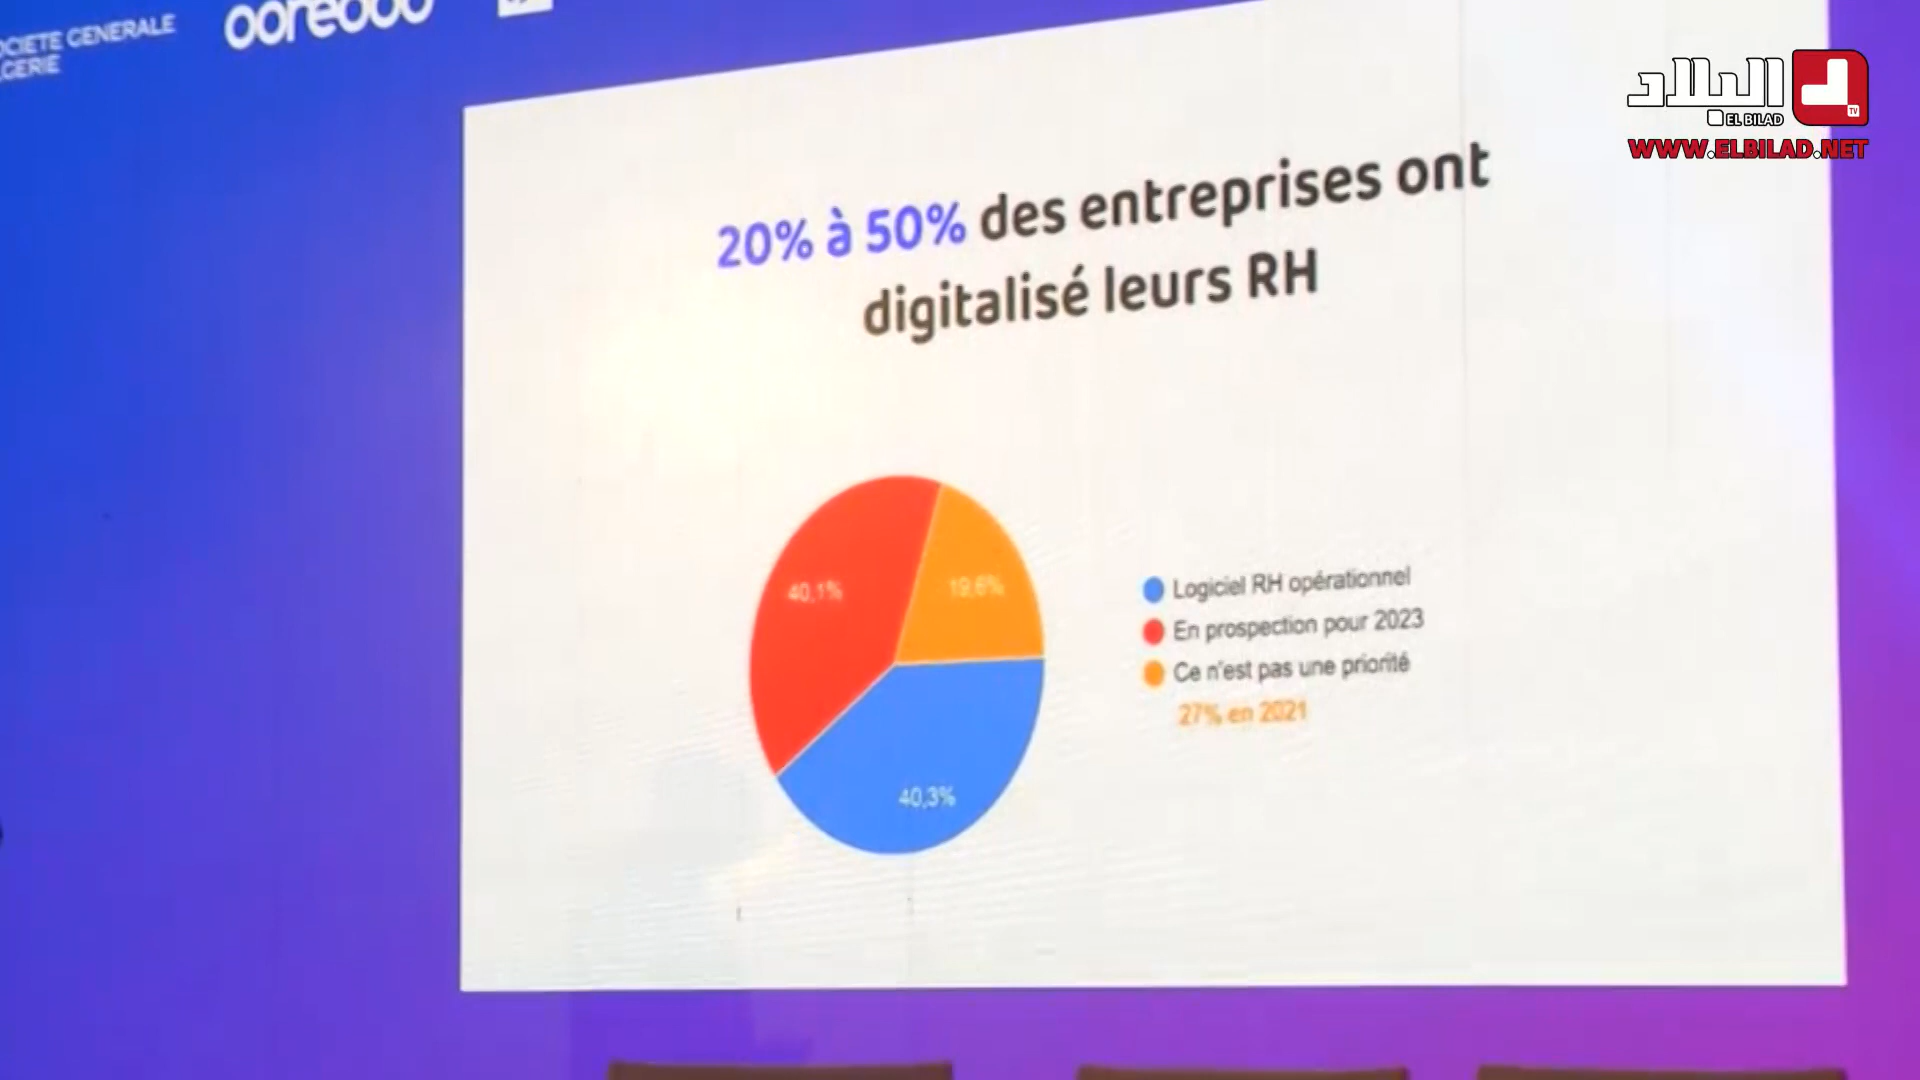 SOCIETE GENERALE
ALGERIE
ooredoo
البلاد
EL BILAD
TV
WWW.ELBILAD.NET
20% à 50% des entreprises ont
digitalisé leurs RH
40,1%
19,6%
40,3%
Logiciel RH opérationnel
En prospection pour 2023
Ce n'est pas une priorité
27% en 2021